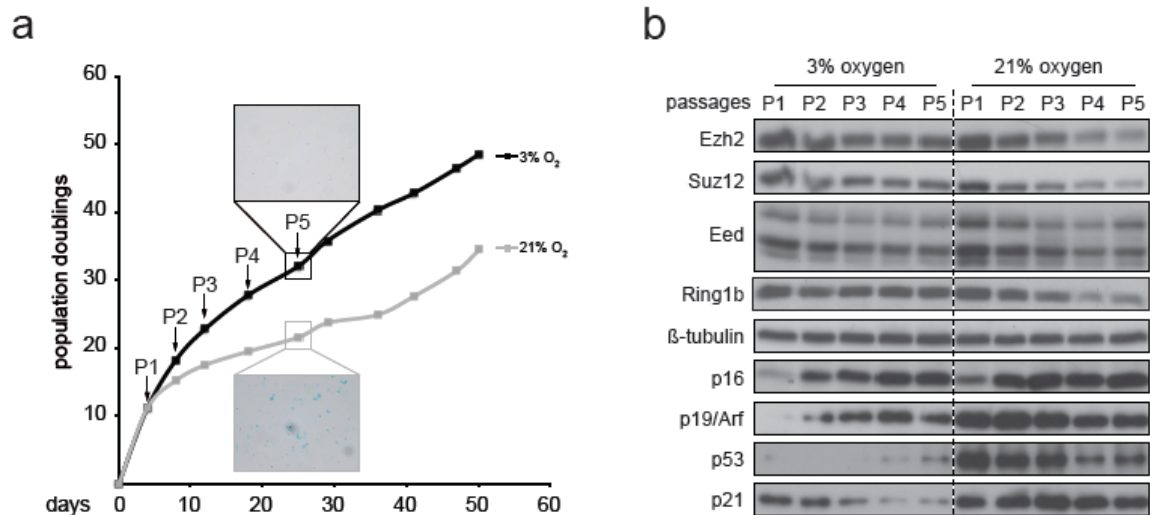 a
60
50
40
30
20
10
population doublings
days
0 10 20 30 40 50 60
P1
P2
P3
P4
P5
3% O₂
21% O₂
b
3% oxygen 21% oxygen
passages P1 P2 P3 P4 P5 P1 P2 P3 P4 P5
Ezh2
Suz12
Eed
Ring1b
ß-tubulin
p16
p19/Arf
p53
p21